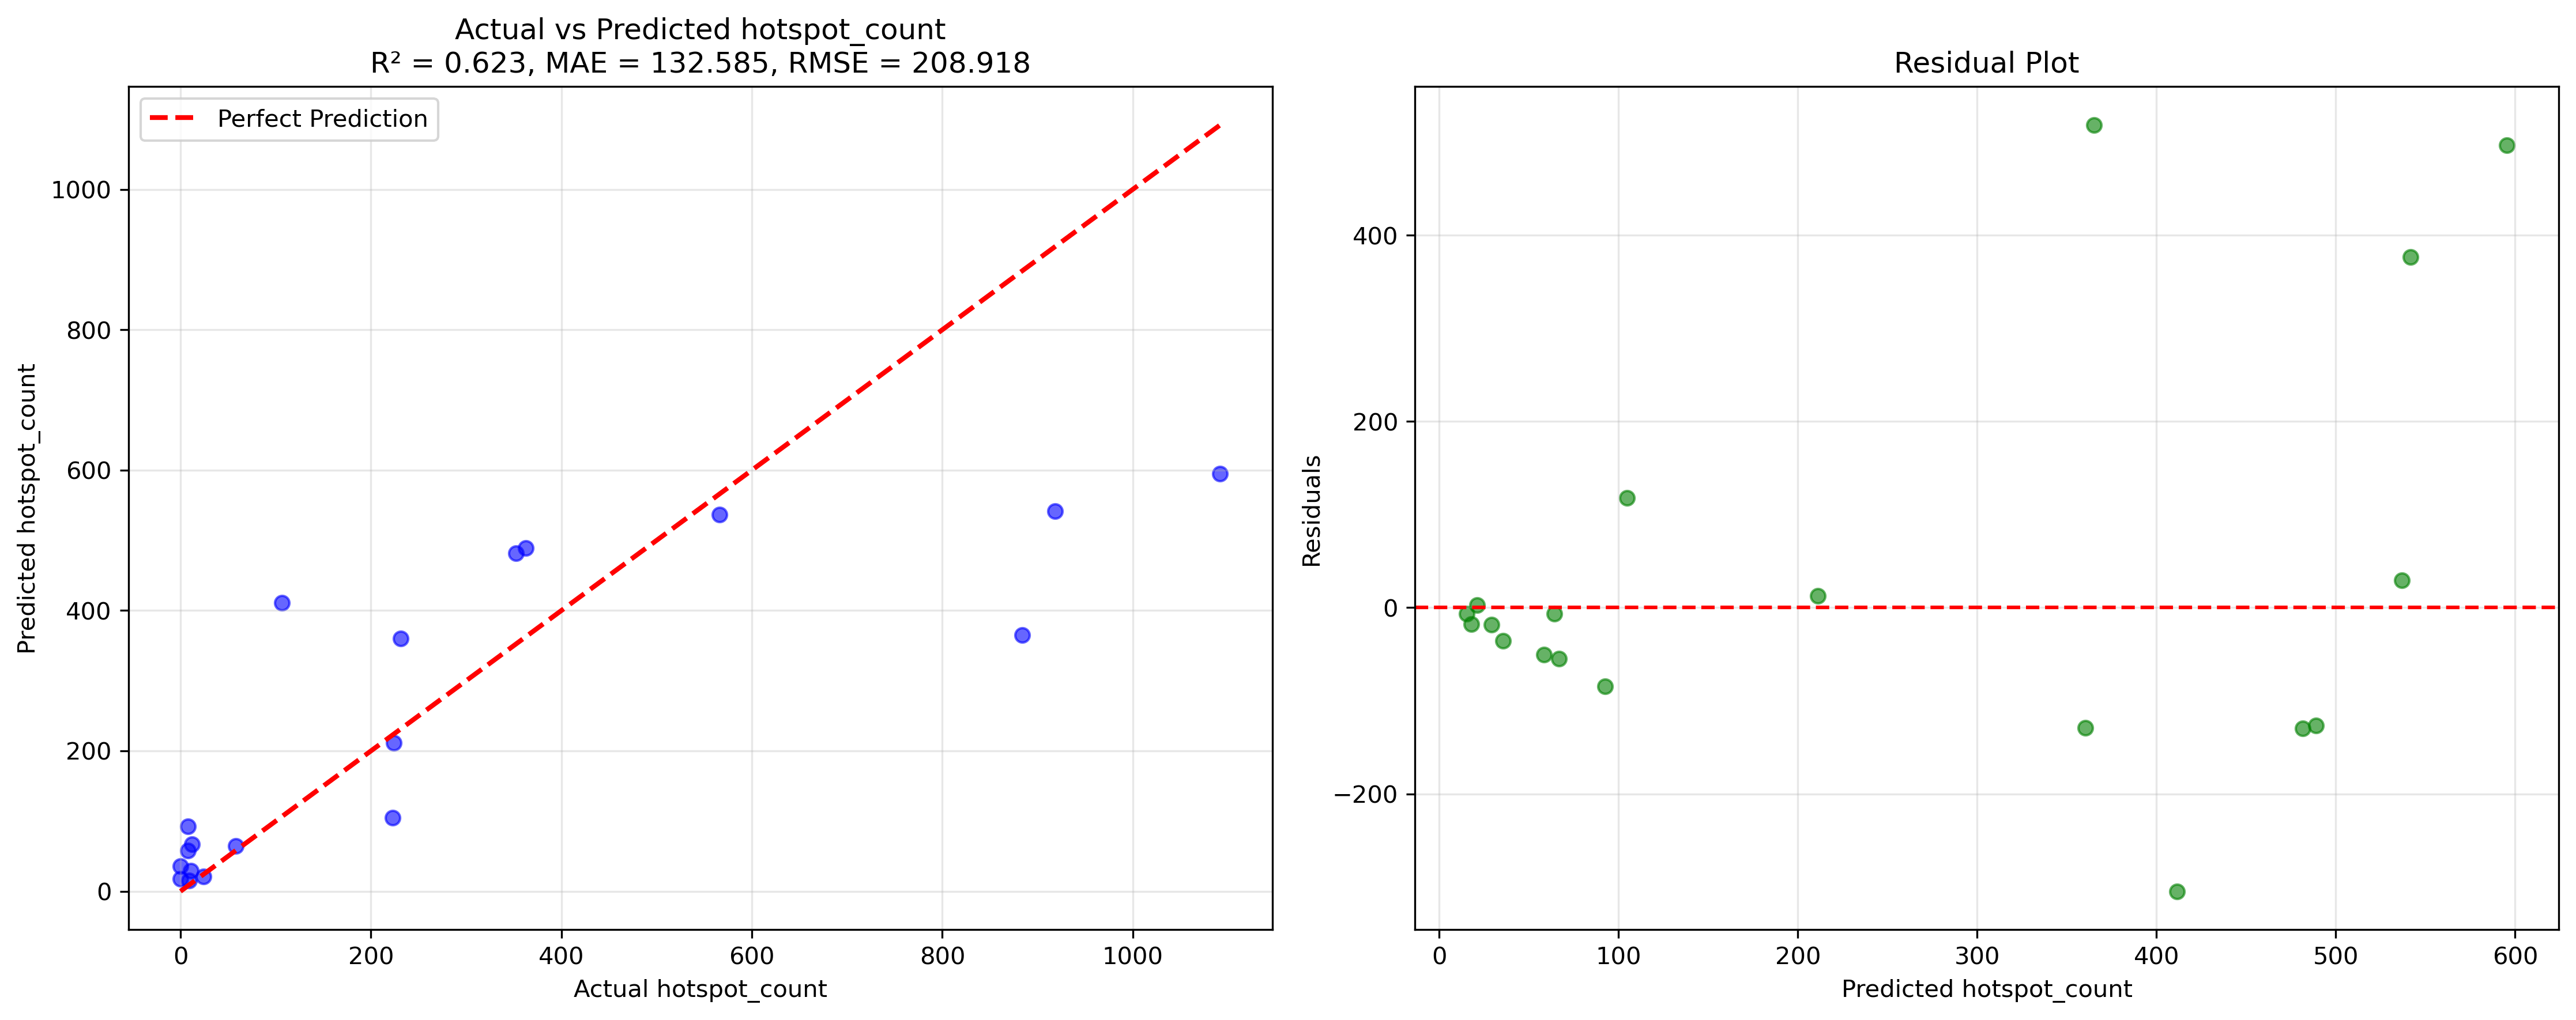 Actual vs Predicted hotspot_count
R² = 0.623, MAE = 132.585, RMSE = 208.918
Perfect Prediction
Predicted hotspot_count
1000
800
600
400
200
0
0 200 400 600 800 1000
Actual hotspot_count
Residual Plot
Residuals
400
200
0
−200
0 100 200 300 400 500 600
Predicted hotspot_count